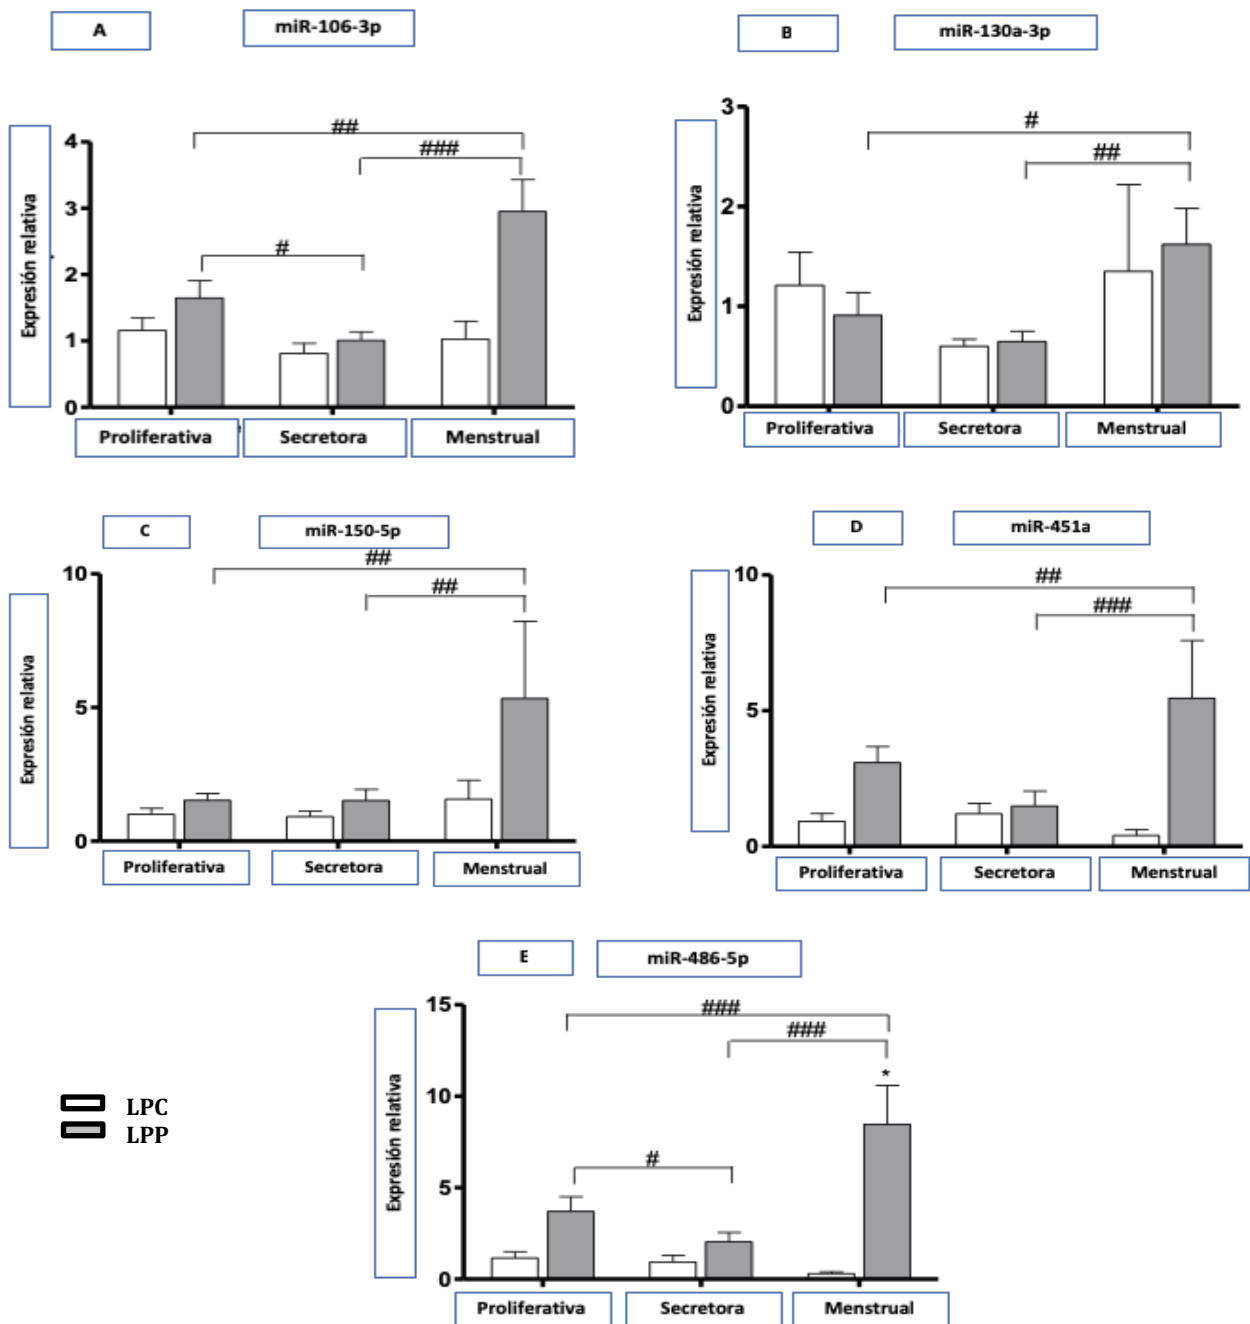 A
miR-106-3p
Expresión relativa
4
3
2
1
0
##
###
#
Proliferativa
Secretora
Menstrual
B
miR-130a-3p
Expresión relativa
3
2
1
0
#
##
Proliferativa
Secretora
Menstrual
C
miR-150-5p
Expresión relativa
10
5
0
##
##
Proliferativa
Secretora
Menstrual
D
miR-451a
Expresión relativa
10
5
0
##
###
Proliferativa
Secretora
Menstrual
E
miR-486-5p
Expresión relativa
15
10
5
0
###
###
*
#
Proliferativa
Secretora
Menstrual
LPC
LPP